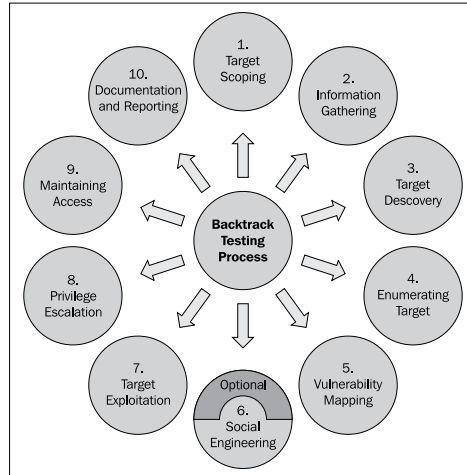 1.
Target
Scoping
2.
Information
Gathering
3.
Target
Descovery
4.
Enumerating
Target
5.
Vulnerability
Mapping
Optional
6.
Social
Engineering
7.
Target
Exploitation
8.
Privilege
Escalation
9.
Maintaining
Access
10.
Documentation
and Reporting
Backtrack
Testing
Process